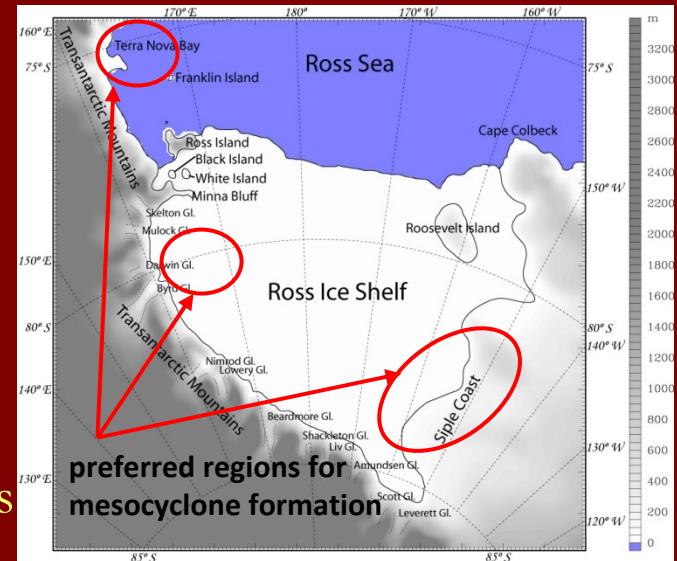 170° E
180°
170° W
160° W
m
160° E
75° S
Terra Nova Bay
Ross Sea
75° S
Franklin Island
Transantarctic Mountains
Cape Colbeck
Ross Island
Black Island
White Island
Minna Bluff
150° W
Skelton Gl.
Mulock Gl.
Roosevelt Island
150° E
Darwin Gl.
Byrd Gl.
Ross Ice Shelf
80° S
80° S
140° W
Transantarctic Mountains
Nimrod Gl.
Lowery Gl.
140° E
Siple Coast
Beardmore Gl.
Shackleton Gl.
Liv Gl.
130° W
Amundsen Gl.
preferred regions for
mesocyclone formation
130° E
Scott Gl.
Leverett Gl.
120° W
s
85° S
85° S
3200
3000
2800
2600
2400
2200
2000
1800
1600
1400
1200
1000
800
600
400
200
0